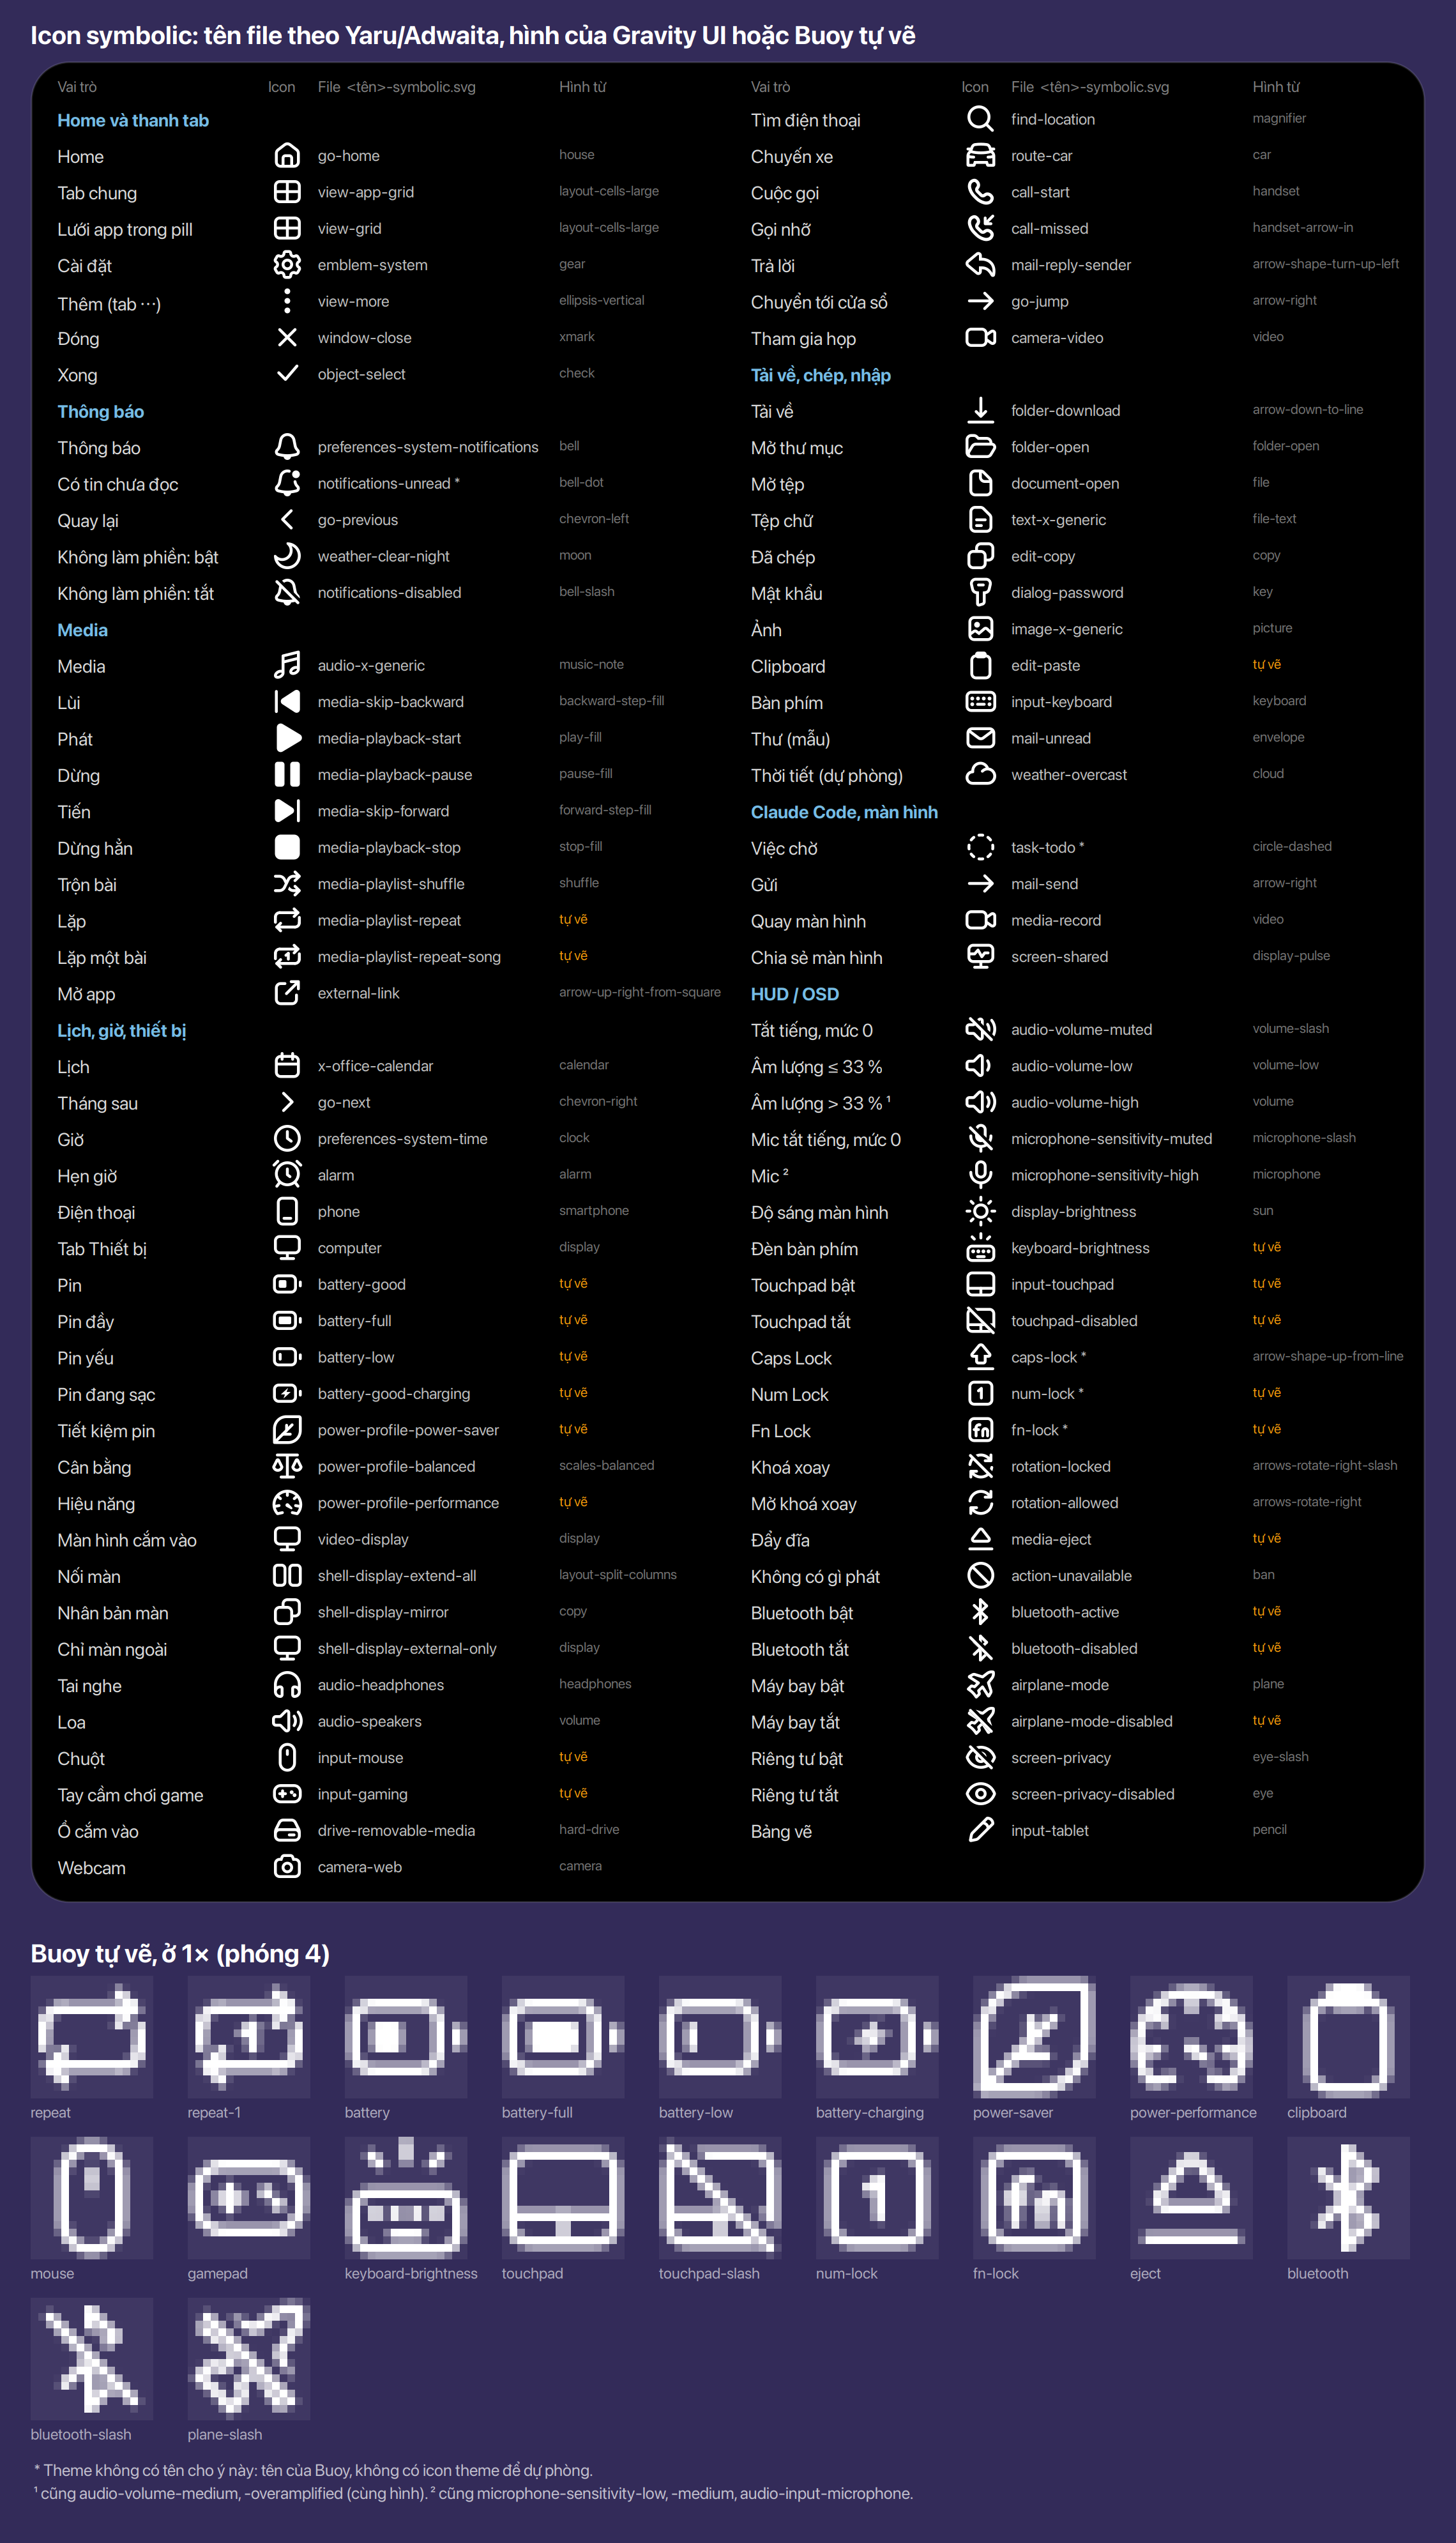 Icon symbolic: tên file theo Yaru/Adwaita, hình của Gravity UI hoặc Buoy tự vẽ
Vai trò Icon File <tên>-symbolic.svg Hình từ
Home và thanh tab
Home go-home house
Tab chung view-app-grid layout-cells-large
Lưới app trong pill view-grid layout-cells-large
Cài đặt emblem-system gear
Thêm (tab ···) view-more ellipsis-vertical
Đóng window-close xmark
Xong object-select check
Thông báo
Thông báo preferences-system-notifications bell
Có tin chưa đọc notifications-unread * bell-dot
Quay lại go-previous chevron-left
Không làm phiền: bật weather-clear-night moon
Không làm phiền: tắt notifications-disabled bell-slash
Media
Media audio-x-generic music-note
Lùi media-skip-backward backward-step-fill
Phát media-playback-start play-fill
Dừng media-playback-pause pause-fill
Tiến media-skip-forward forward-step-fill
Dừng hẳn media-playback-stop stop-fill
Trộn bài media-playlist-shuffle shuffle
Lặp media-playlist-repeat tự vẽ
Lặp một bài media-playlist-repeat-song tự vẽ
Mở app external-link arrow-up-right-from-square
Lịch, giờ, thiết bị
Lịch x-office-calendar calendar
Tháng sau go-next chevron-right
Giờ preferences-system-time clock
Hẹn giờ alarm alarm
Điện thoại phone smartphone
Tab Thiết bị computer display
Pin battery-good tự vẽ
Pin đầy battery-full tự vẽ
Pin yếu battery-low tự vẽ
Pin đang sạc battery-good-charging tự vẽ
Tiết kiệm pin power-profile-power-saver tự vẽ
Cân bằng power-profile-balanced scales-balanced
Hiệu năng power-profile-performance tự vẽ
Màn hình cắm vào video-display display
Nối màn shell-display-extend-all layout-split-columns
Nhân bản màn shell-display-mirror copy
Chỉ màn ngoài shell-display-external-only display
Tai nghe audio-headphones headphones
Loa audio-speakers volume
Chuột input-mouse tự vẽ
Tay cầm chơi game input-gaming tự vẽ
Ổ cắm vào drive-removable-media hard-drive
Webcam camera-web camera
Vai trò Icon File <tên>-symbolic.svg Hình từ
Tìm điện thoại find-location magnifier
Chuyến xe route-car car
Cuộc gọi call-start handset
Gọi nhỡ call-missed handset-arrow-in
Trả lời mail-reply-sender arrow-shape-turn-up-left
Chuyển tới cửa sổ go-jump arrow-right
Tham gia họp camera-video video
Tải về, chép, nhập
Tải về folder-download arrow-down-to-line
Mở thư mục folder-open folder-open
Mở tệp document-open file
Tệp chữ text-x-generic file-text
Đã chép edit-copy copy
Mật khẩu dialog-password key
Ảnh image-x-generic picture
Clipboard edit-paste tự vẽ
Bàn phím input-keyboard keyboard
Thư (mẫu) mail-unread envelope
Thời tiết (dự phòng) weather-overcast cloud
Claude Code, màn hình
Việc chờ task-todo * circle-dashed
Gửi mail-send arrow-right
Quay màn hình media-record video
Chia sẻ màn hình screen-shared display-pulse
HUD / OSD
Tắt tiếng, mức 0 audio-volume-muted volume-slash
Âm lượng ≤ 33 % audio-volume-low volume-low
Âm lượng > 33 % ¹ audio-volume-high volume
Mic tắt tiếng, mức 0 microphone-sensitivity-muted microphone-slash
Mic ² microphone-sensitivity-high microphone
Độ sáng màn hình display-brightness sun
Đèn bàn phím keyboard-brightness tự vẽ
Touchpad bật input-touchpad tự vẽ
Touchpad tắt touchpad-disabled tự vẽ
Caps Lock caps-lock * arrow-shape-up-from-line
Num Lock num-lock * tự vẽ
Fn Lock fn-lock * tự vẽ
Khoá xoay rotation-locked arrows-rotate-right-slash
Mở khoá xoay rotation-allowed arrows-rotate-right
Đẩy đĩa media-eject tự vẽ
Không có gì phát action-unavailable ban
Bluetooth bật bluetooth-active tự vẽ
Bluetooth tắt bluetooth-disabled tự vẽ
Máy bay bật airplane-mode plane
Máy bay tắt airplane-mode-disabled tự vẽ
Riêng tư bật screen-privacy eye-slash
Riêng tư tắt screen-privacy-disabled eye
Bảng vẽ input-tablet pencil
Buoy tự vẽ, ở 1× (phóng 4)
repeat repeat-1 battery battery-full battery-low battery-charging power-saver power-performance clipboard
mouse gamepad keyboard-brightness touchpad touchpad-slash num-lock fn-lock eject bluetooth
bluetooth-slash plane-slash
* Theme không có tên cho ý này: tên của Buoy, không có icon theme để dự phòng.
¹ cũng audio-volume-medium, -overamplified (cùng hình). ² cũng microphone-sensitivity-low, -medium, audio-input-microphone.